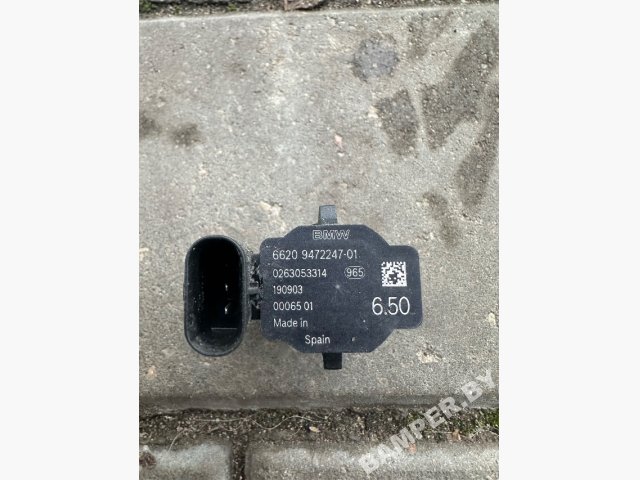 BMW
6620 9472247-01
0263053314 965
190903
00065 01 6.50
Made in
Spain
BAMPER.BY